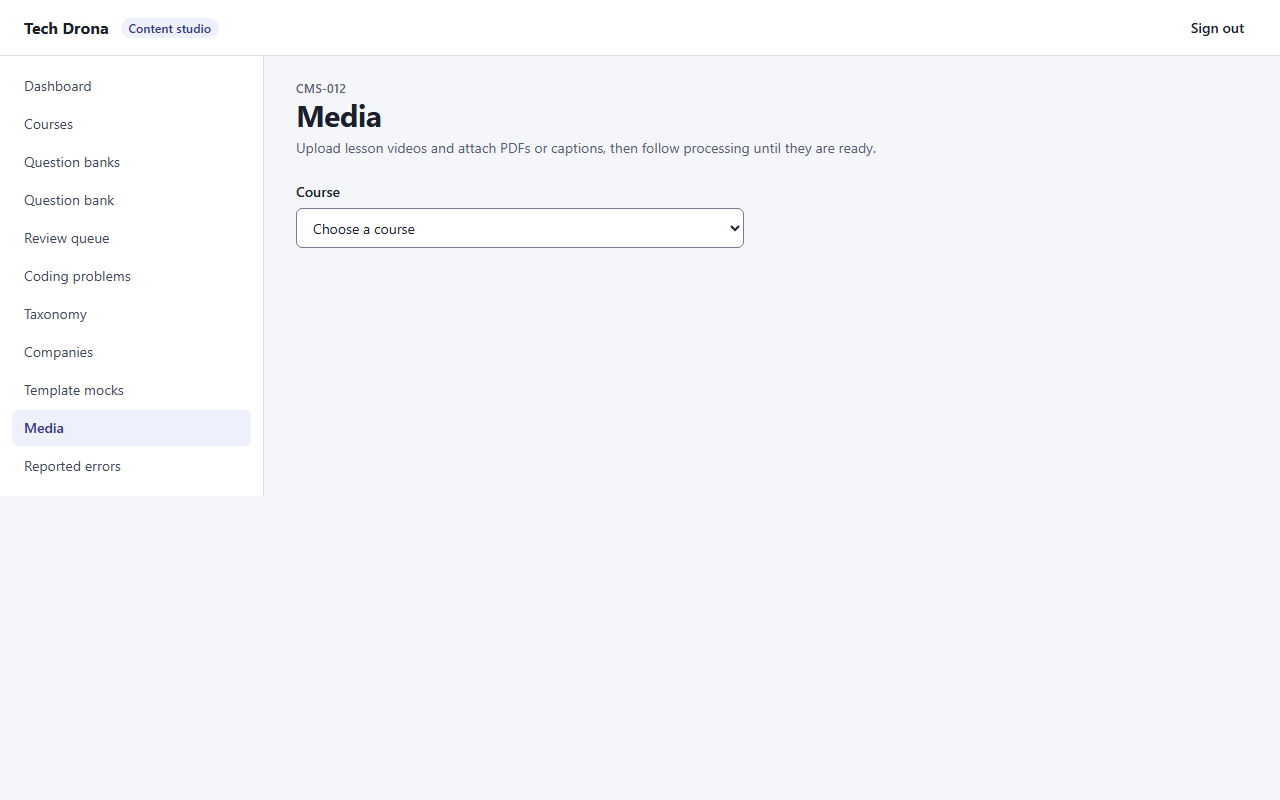 Tech Drona
Content studio
Sign out
Dashboard
Courses
Question banks
Question bank
Review queue
Coding problems
Taxonomy
Companies
Template mocks
Media
Reported errors
CMS-012
Media
Upload lesson videos and attach PDFs or captions, then follow processing until they are ready.
Course
Choose a course